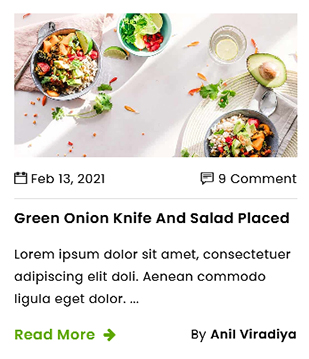 Feb 13, 2021 9 Comment
Green Onion Knife And Salad Placed
Lorem ipsum dolor sit amet, consectetuer
adipiscing elit doli. Aenean commodo
ligula eget dolor. ...
Read More By Anil Viradiya